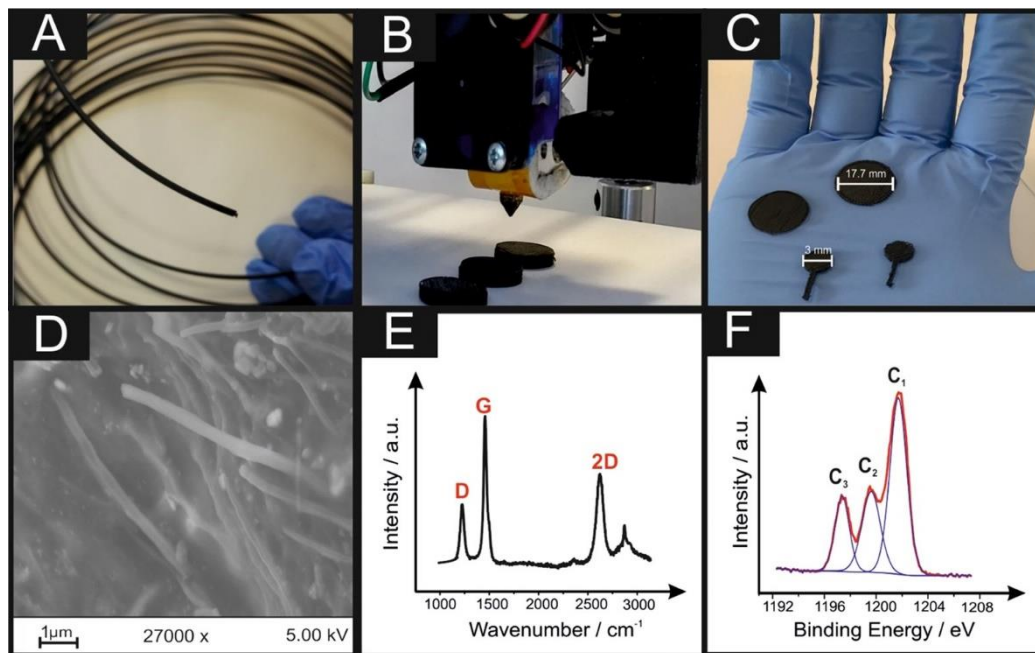 A
B
C
17.7 mm
3 mm
D
1µm
27000 x
5.00 kV
E
Intensity / a.u.
D
G
2D
1000 1500 2000 2500 3000
Wavenumber / cm⁻¹
F
Intensity / a.u.
C₃
C₂
C₁
1192 1196 1200 1204 1208
Binding Energy / eV